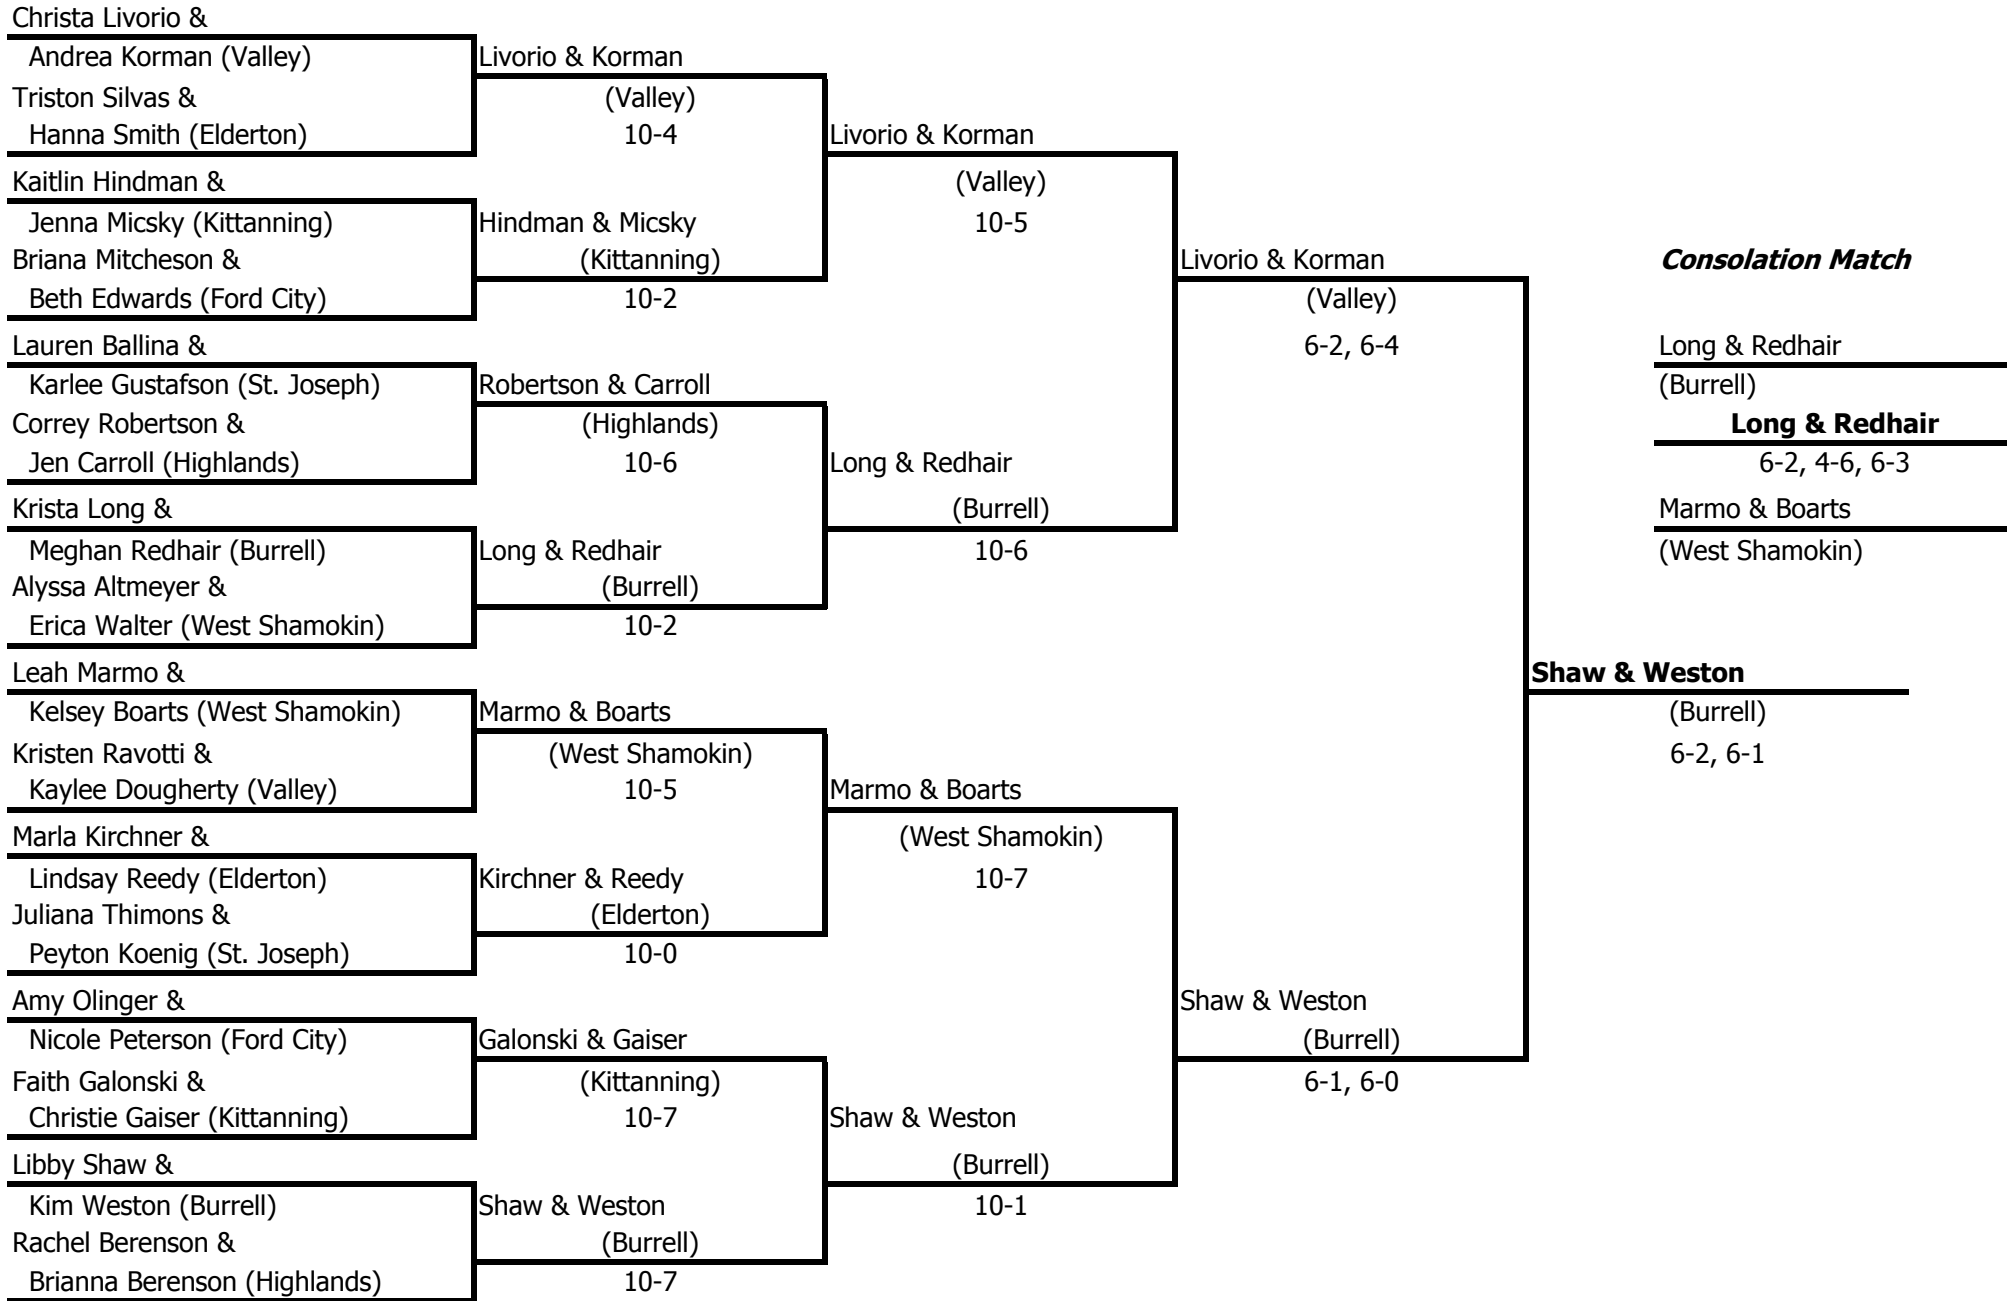 Christa Livorio &
Andrea Korman (Valley)
Triston Silvas &
Hanna Smith (Elderton)
Kaitlin Hindman &
Jenna Micsky (Kittanning)
Briana Mitcheson &
Beth Edwards (Ford City)
Lauren Ballina &
Karlee Gustafson (St. Joseph)
Correy Robertson &
Jen Carroll (Highlands)
Krista Long &
Meghan Redhair (Burrell)
Alyssa Altmeyer &
Erica Walter (West Shamokin)
Leah Marmo &
Kelsey Boarts (West Shamokin)
Kristen Ravotti &
Kaylee Dougherty (Valley)
Marla Kirchner &
Lindsay Reedy (Elderton)
Juliana Thimons &
Peyton Koenig (St. Joseph)
Amy Olinger &
Nicole Peterson (Ford City)
Faith Galonski &
Christie Gaiser (Kittanning)
Libby Shaw &
Kim Weston (Burrell)
Rachel Berenson &
Brianna Berenson (Highlands)
Livorio & Korman
(Valley)
10-4
Hindman & Micsky
(Kittanning)
10-2
Robertson & Carroll
(Highlands)
10-6
Long & Redhair
(Burrell)
10-2
Marmo & Boarts
(West Shamokin)
10-5
Kirchner & Reedy
(Elderton)
10-0
Galonski & Gaiser
(Kittanning)
10-7
Shaw & Weston
(Burrell)
10-7
Livorio & Korman
(Valley)
10-5
Long & Redhair
(Burrell)
10-6
Marmo & Boarts
(West Shamokin)
10-7
Shaw & Weston
(Burrell)
10-1
Livorio & Korman
(Valley)
6-2, 6-4
Shaw & Weston
(Burrell)
6-1, 6-0
Shaw & Weston
(Burrell)
6-2, 6-1
Consolation Match
Long & Redhair
(Burrell)
Long & Redhair
6-2, 4-6, 6-3
Marmo & Boarts
(West Shamokin)